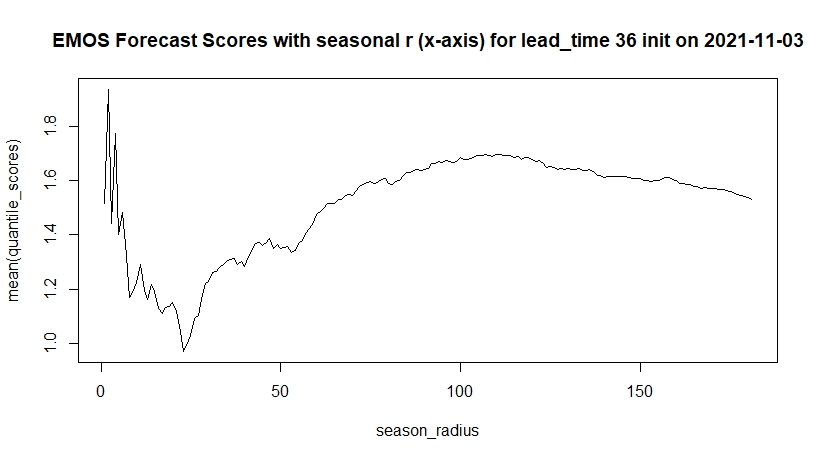 EMOS Forecast Scores with seasonal r (x-axis) for lead_time 36 init on 2021-11-03
mean(quantile_scores)
1.8
1.6
1.4
1.2
1.0
0 50 100 150
season_radius